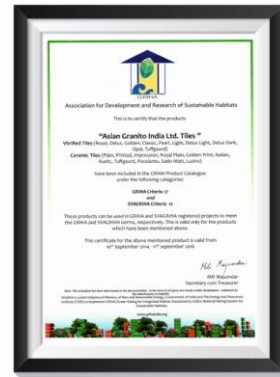 GRIHA
Association for Development and Research of Sustainable Habitats
This is to certify that the products
"Asian Granito India Ltd. Tiles "
Vitrified Tiles (Royal, Delux, Golden, Classic, Pearl, Light, Delux Light, Delux Dark,
Opal, Tuffguard)
Ceramic Tiles (Plain, Printed, Impression, Royal Plain, Golden Print, Italian,
Rustic, Tuffguard, Porcelanto, Satin Matt, Lustre)
have been included in the GRIHA Product Catalogue
under the following categories:
GRIHA Criteria 17
and
SVAGRIHA Criteria 12
These products can be used in GRIHA and SVAGRIHA registered projects to meet
the GRIHA and SVAGRIHA norms, respectively. This is valid only for the products
which have been mentioned above.
This certificate for the above mentioned product is valid from
10th September 2014 - 11th September 2016
Mili Majumdar
Secretary cum Treasurer
www.grihaindia.org